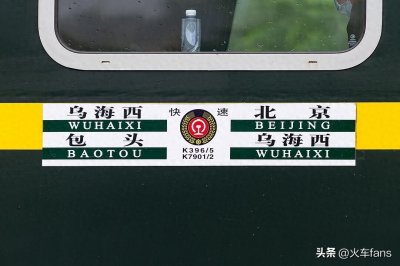 乌海西 快速 北京
WUHAIXI BEIJING
包头 乌海西
BAOTOU WUHAIXI
K396/5
K7901/2
头条 @火车fans